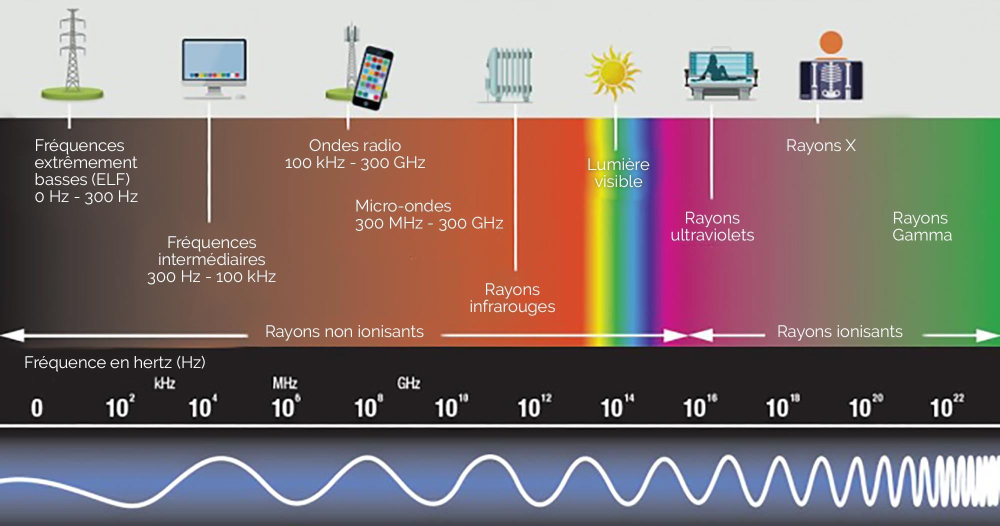 Fréquences
extrêmement
basses (ELF)
0 Hz - 300 Hz
Fréquences
intermédiaires
300 Hz - 100 kHz
Ondes radio
100 kHz - 300 GHz
Micro-ondes
300 MHz - 300 GHz
Rayons
infrarouges
Lumière
visible
Rayons
ultraviolets
Rayons X
Rayons
Gamma
Rayons non ionisants
Rayons ionisants
Fréquence en hertz (Hz)
kHz MHz GHz
0 10² 10⁴ 10⁶ 10⁸ 10¹⁰ 10¹² 10¹⁴ 10¹⁶ 10¹⁸ 10²⁰ 10²²